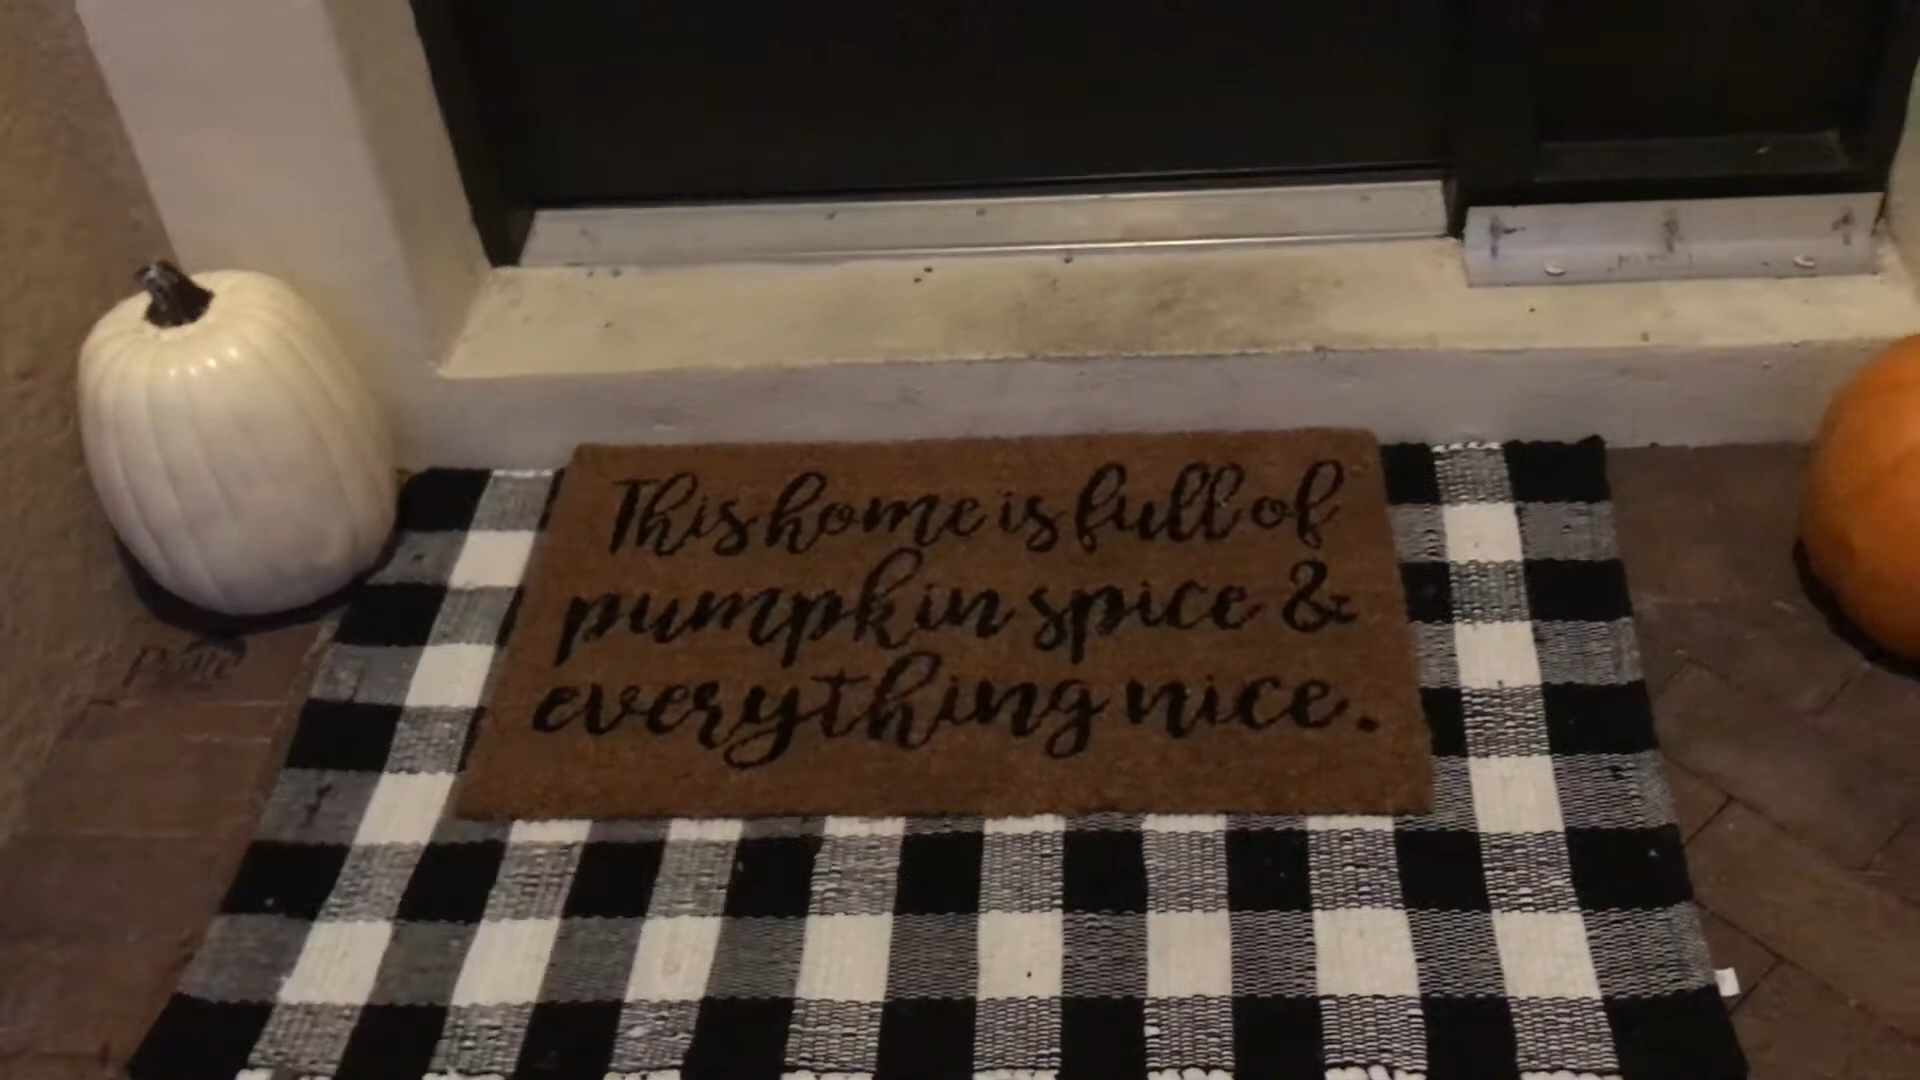 This home is full of
pumpkin spice &
everything nice.